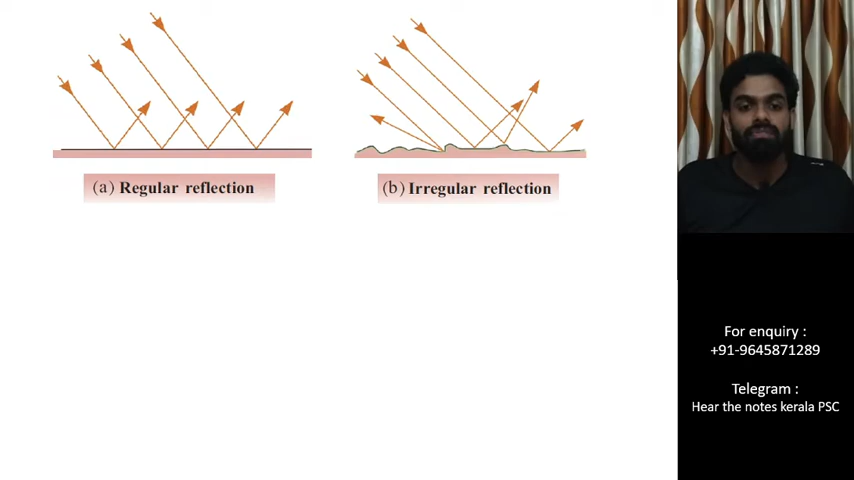 (a) Regular reflection
(b) Irregular reflection
For enquiry :
+91-9645871289
Telegram :
Hear the notes kerala PSC